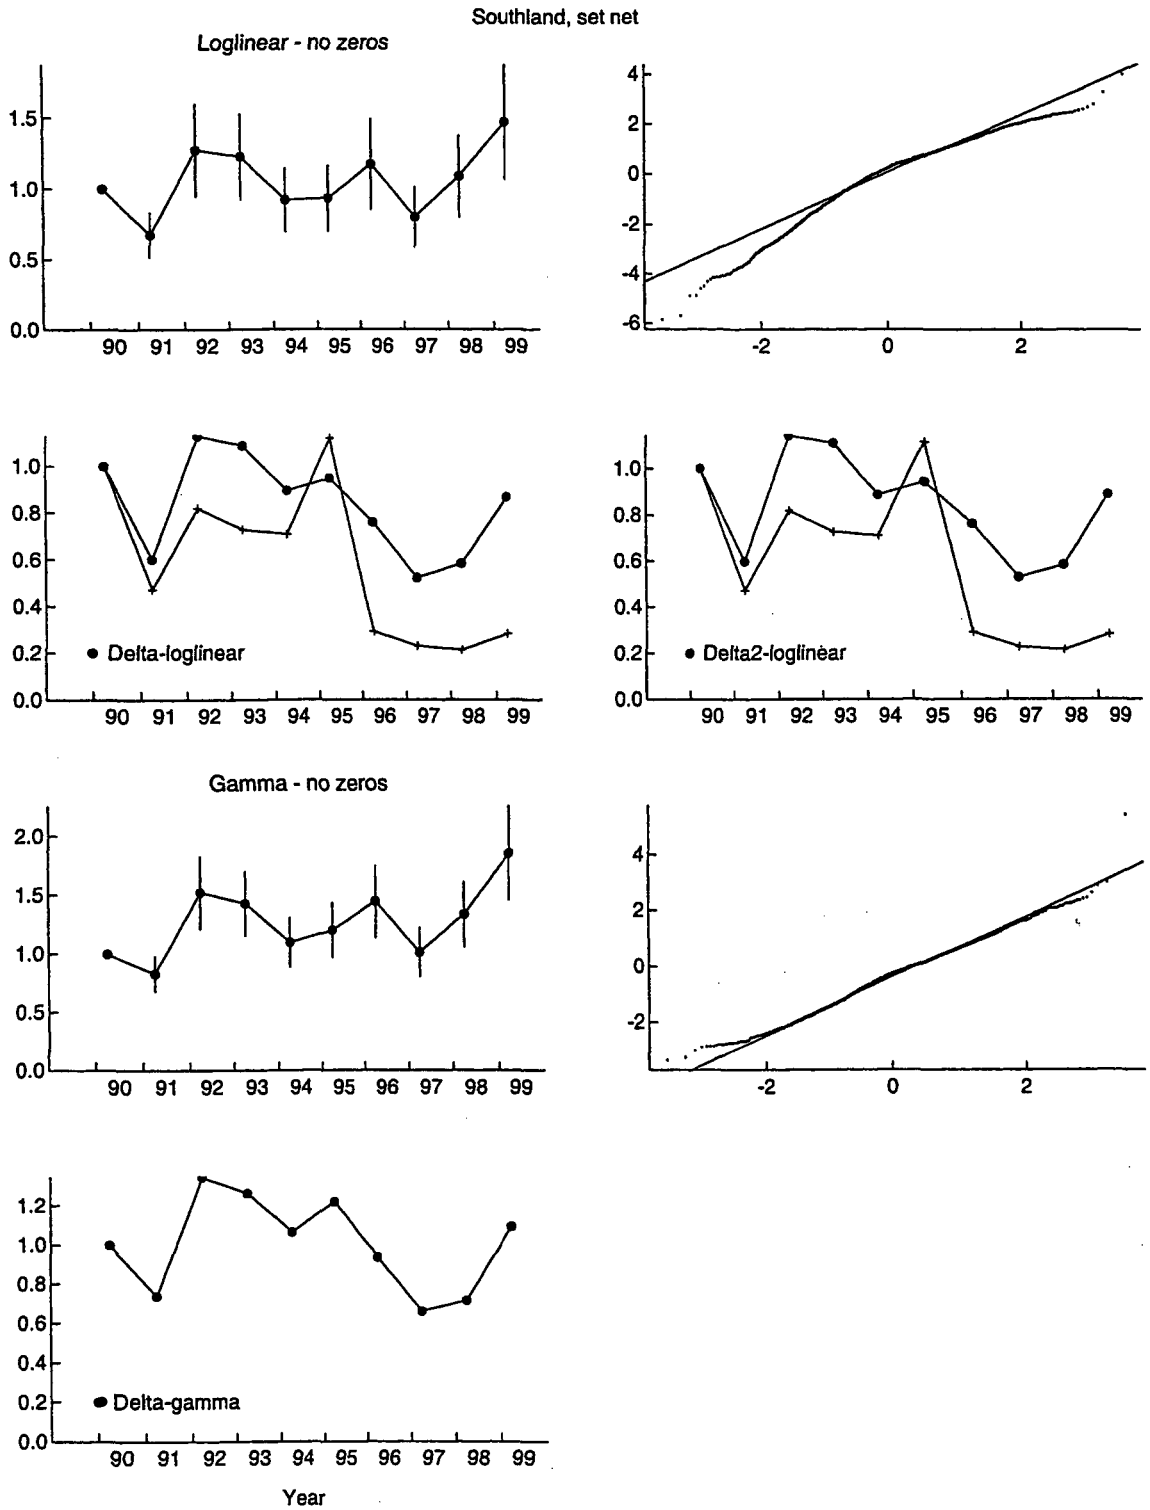 Southland, set net
Loglinear - no zeros
1.5
1.0
0.5
0.0
90 91 92 93 94 95 96 97 98 99
4
2
0
-2
-4
-6
-2 0 2
1.0
0.8
0.6
0.4
0.2
0.0
Delta-loglinear
90 91 92 93 94 95 96 97 98 99
1.0
0.8
0.6
0.4
0.2
0.0
Delta2-loglinear
90 91 92 93 94 95 96 97 98 99
Gamma - no zeros
2.0
1.5
1.0
0.5
0.0
90 91 92 93 94 95 96 97 98 99
4
2
0
-2
-2 0 2
1.2
1.0
0.8
0.6
0.4
0.2
0.0
Delta-gamma
90 91 92 93 94 95 96 97 98 99
Year